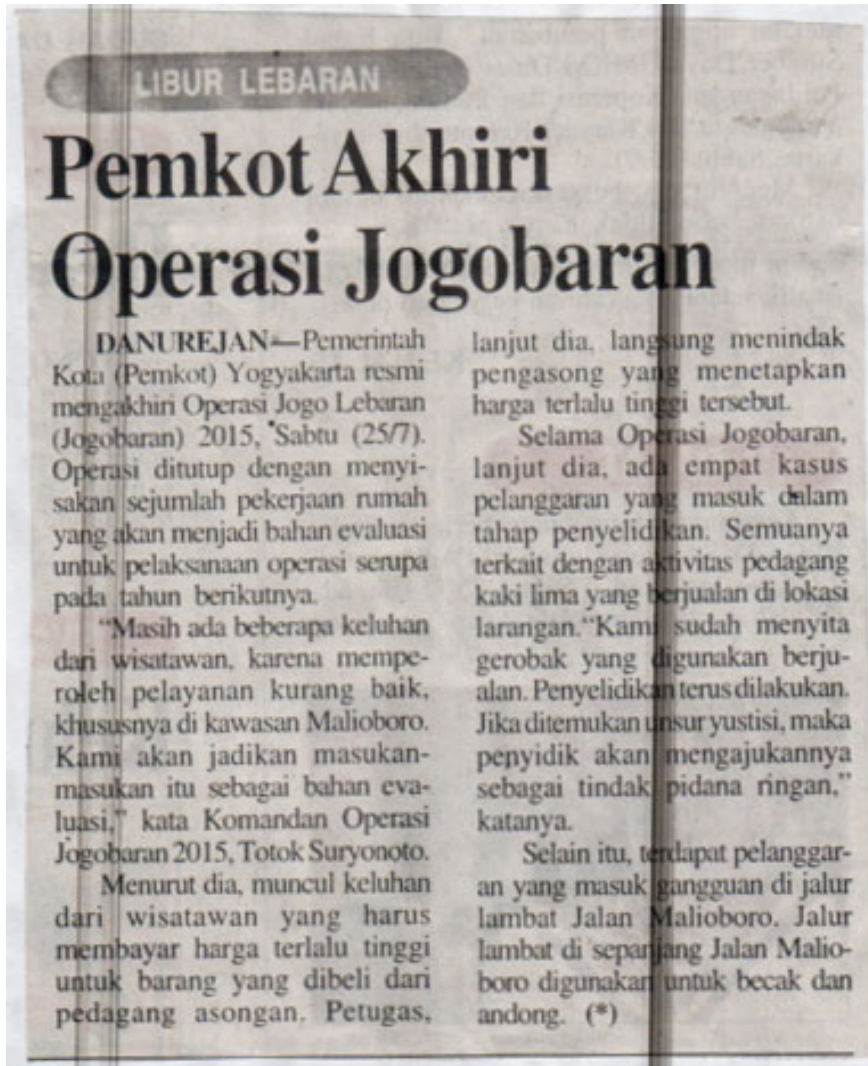 LIBUR LEBARAN
Pemkot Akhiri
Operasi Jogobaran
DANUREJAN—Pemerintah
Kota (Pemkot) Yogyakarta resmi
mengakhiri Operasi Jogo Lebaran
(Jogobaran) 2015, Sabtu (25/7).
Operasi ditutup dengan menyi-
sakan sejumlah pekerjaan rumah
yang akan menjadi bahan evaluasi
untuk pelaksanaan operasi serupa
pada tahun berikutnya.
“Masih ada beberapa keluhan
dari wisatawan, karena mempe-
roleh pelayanan kurang baik,
khususnya di kawasan Malioboro.
Kami akan jadikan masukan-
masukan itu sebagai bahan eva-
luasi,” kata Komandan Operasi
Jogobaran 2015, Totok Suryonoto.
Menurut dia, muncul keluhan
dari wisatawan yang harus
membayar harga terlalu tinggi
untuk barang yang dibeli dari
pedagang asongan. Petugas,
lanjut dia, langsung menindak
pengasong yang menetapkan
harga terlalu tinggi tersebut.
Selama Operasi Jogobaran,
lanjut dia, ada empat kasus
pelanggaran yang masuk dalam
tahap penyelidikan. Semuanya
terkait dengan aktivitas pedagang
kaki lima yang berjualan di lokasi
larangan.“Kami sudah menyita
gerobak yang digunakan berju-
alan. Penyelidikan terus dilakukan.
Jika ditemukan unsur yustisi, maka
penyidik akan mengajukannya
sebagai tindak pidana ringan,”
katanya.
Selain itu, terdapat pelanggar-
an yang masuk gangguan di jalur
lambat Jalan Malioboro. Jalur
lambat di sepanjang Jalan Malio-
boro digunakan untuk becak dan
andong. (*)